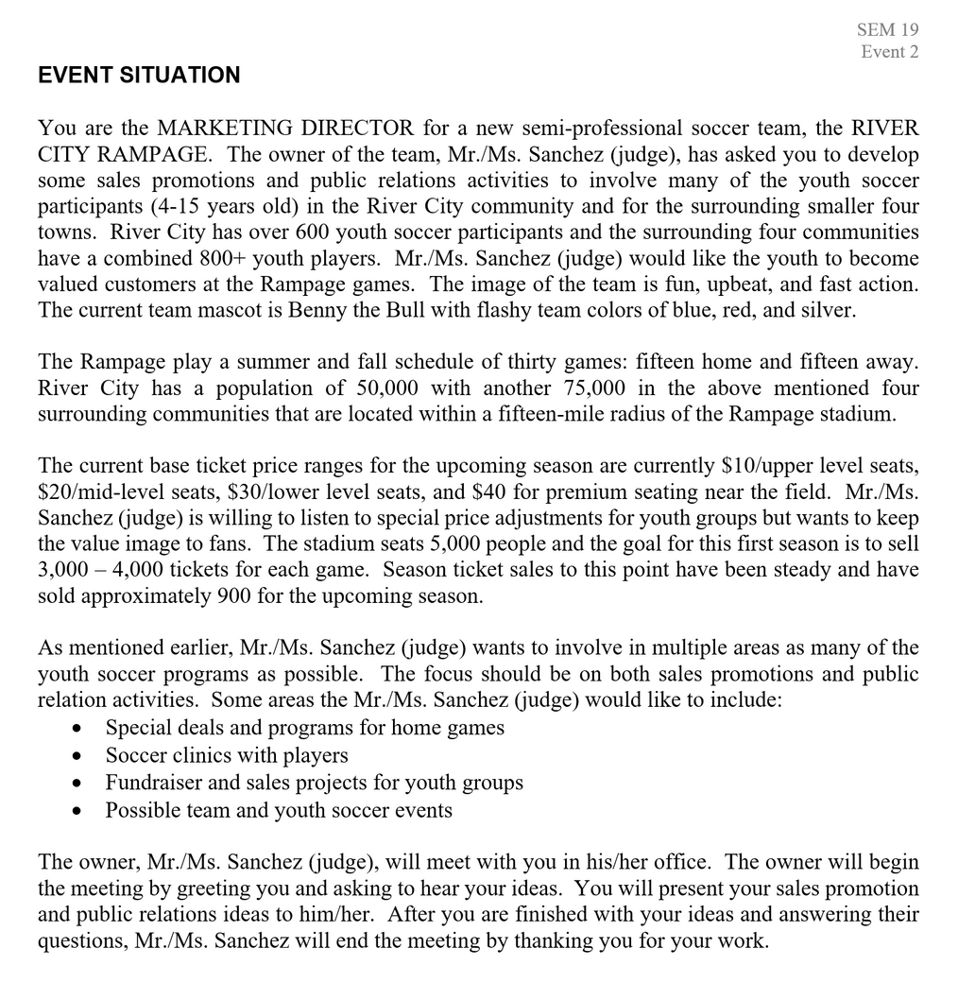 SEM 19
Event 2
EVENT SITUATION
You are the MARKETING DIRECTOR for a new semi-professional soccer team, the RIVER
CITY RAMPAGE. The owner of the team, Mr./Ms. Sanchez (judge), has asked you to develop
some sales promotions and public relations activities to involve many of the youth soccer
participants (4-15 years old) in the River City community and for the surrounding smaller four
towns. River City has over 600 youth soccer participants and the surrounding four communities
have a combined 800+ youth players. Mr./Ms. Sanchez (judge) would like the youth to become
valued customers at the Rampage games. The image of the team is fun, upbeat, and fast action.
The current team mascot is Benny the Bull with flashy team colors of blue, red, and silver.
The Rampage play a summer and fall schedule of thirty games: fifteen home and fifteen away.
River City has a population of 50,000 with another 75,000 in the above mentioned four
surrounding communities that are located within a fifteen-mile radius of the Rampage stadium.
The current base ticket price ranges for the upcoming season are currently $10/upper level seats,
$20/mid-level seats, $30/lower level seats, and $40 for premium seating near the field. Mr./Ms.
Sanchez (judge) is willing to listen to special price adjustments for youth groups but wants to keep
the value image to fans. The stadium seats 5,000 people and the goal for this first season is to sell
3,000 – 4,000 tickets for each game. Season ticket sales to this point have been steady and have
sold approximately 900 for the upcoming season.
As mentioned earlier, Mr./Ms. Sanchez (judge) wants to involve in multiple areas as many of the
youth soccer programs as possible. The focus should be on both sales promotions and public
relation activities. Some areas the Mr./Ms. Sanchez (judge) would like to include:
• Special deals and programs for home games
• Soccer clinics with players
• Fundraiser and sales projects for youth groups
• Possible team and youth soccer events
The owner, Mr./Ms. Sanchez (judge), will meet with you in his/her office. The owner will begin
the meeting by greeting you and asking to hear your ideas. You will present your sales promotion
and public relations ideas to him/her. After you are finished with your ideas and answering their
questions, Mr./Ms. Sanchez will end the meeting by thanking you for your work.